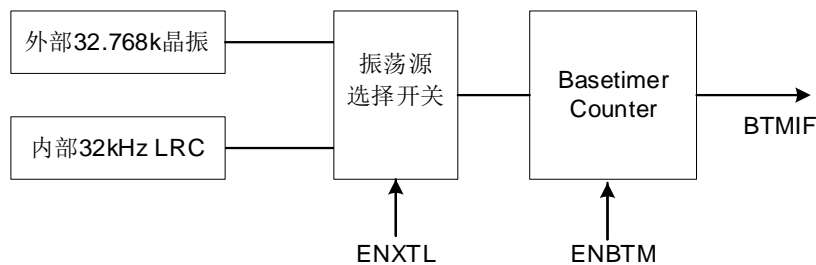 外部32.768k晶振
内部32kHz LRC
振荡源
选择开关
Basetimer
Counter
BTMIF
ENXTL
ENBTM